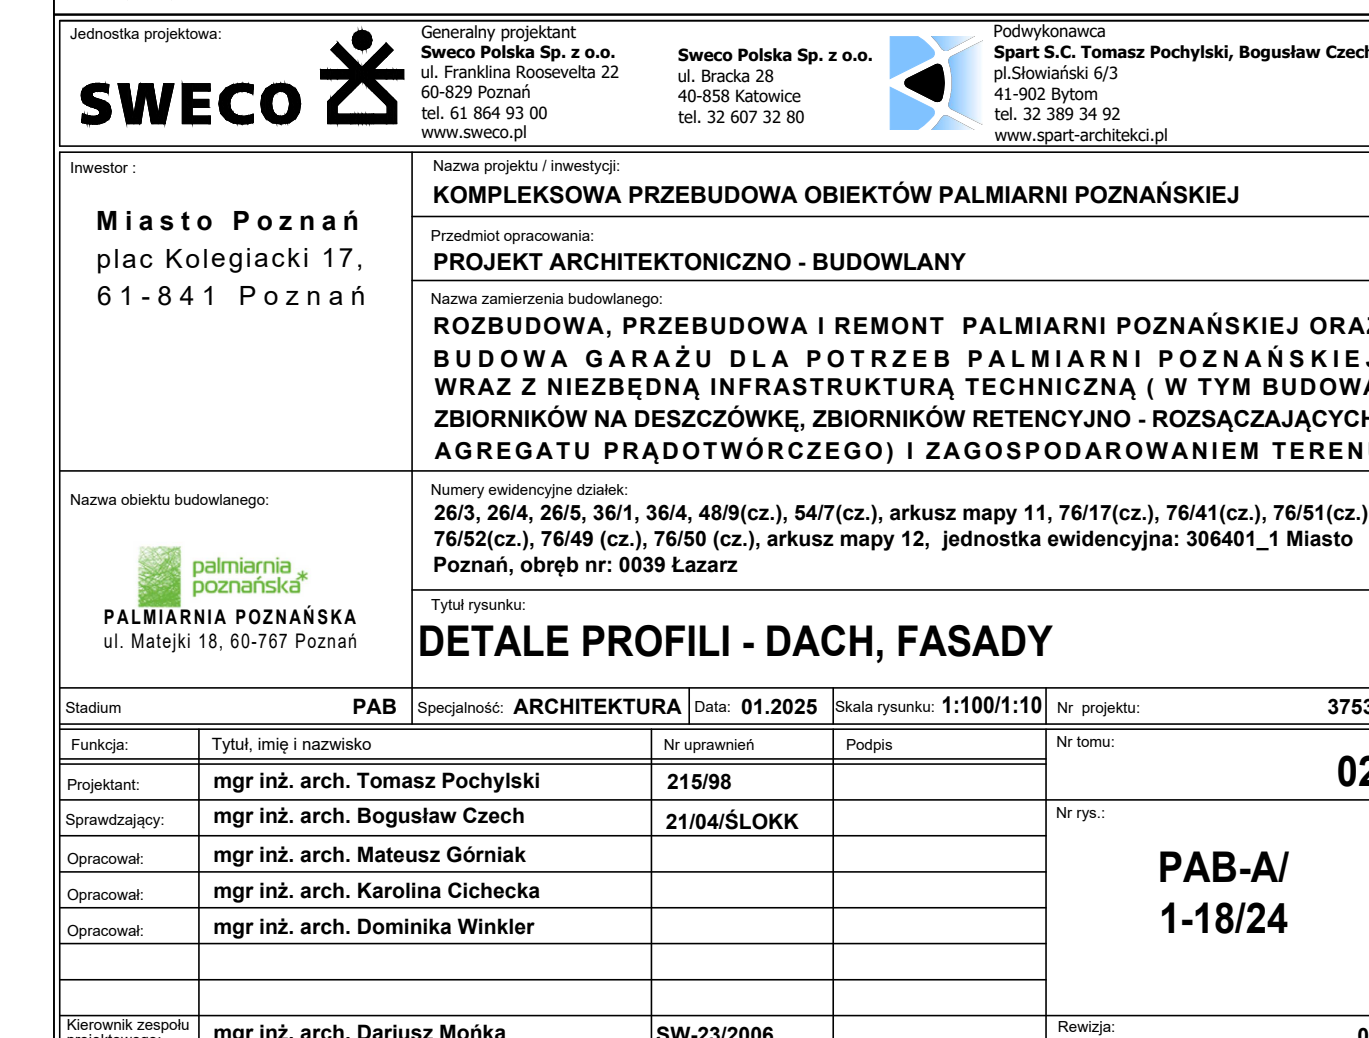 Jednostka projektowa:
SWECO
Generalny projektant
Sweco Polska Sp. z o.o.
ul. Franklina Roosevelta 22
60-829 Poznań
tel. 61 864 93 00
www.sweco.pl
Sweco Polska Sp. z o.o.
ul. Bracka 28
40-858 Katowice
tel. 32 607 32 80
Podwykonawca
Spart S.C. Tomasz Pochylski, Bogusław Czech
pl.Słowiański 6/3
41-902 Bytom
tel. 32 389 34 92
www.spart-architekci.pl
Inwestor :
Miasto Poznań
plac Kolegiacki 17,
61-841 Poznań
Nazwa projektu / inwestycji:
KOMPLEKSOWA PRZEBUDOWA OBIEKTÓW PALMIARNI POZNAŃSKIEJ
Przedmiot opracowania:
PROJEKT ARCHITEKTONICZNO - BUDOWLANY
Nazwa zamierzenia budowlanego:
ROZBUDOWA, PRZEBUDOWA I REMONT PALMIARNI POZNAŃSKIEJ ORAZ
BUDOWA GARAŻU DLA POTRZEB PALMIARNI POZNAŃSKIEJ
WRAZ Z NIEZBĘDNĄ INFRASTRUKTURĄ TECHNICZNĄ ( W TYM BUDOWA
ZBIORNIKÓW NA DESZCZÓWKĘ, ZBIORNIKÓW RETENCYJNO - ROZSĄCZAJĄCYCH
AGREGATU PRĄDOTWÓRCZEGO) I ZAGOSPODAROWANIEM TERENU
Nazwa obiektu budowlanego:
palmiarnia
poznańska*
PALMIARNIA POZNAŃSKA
ul. Matejki 18, 60-767 Poznań
Numery ewidencyjne działek:
26/3, 26/4, 26/5, 36/1, 36/4, 48/9(cz.), 54/7(cz.), arkusz mapy 11, 76/17(cz.), 76/41(cz.), 76/51(cz.)
76/52(cz.), 76/49 (cz.), 76/50 (cz.), arkusz mapy 12, jednostka ewidencyjna: 306401_1 Miasto
Poznań, obręb nr: 0039 Łazarz
Tytuł rysunku:
DETALE PROFILI - DACH, FASADY
Stadium PAB Specjalność: ARCHITEKTURA Data: 01.2025 Skala rysunku: 1:100/1:10 Nr projektu: 3753
Funkcja: Tytuł, imię i nazwisko Nr uprawnień Podpis Nr tomu:
02
Projektant: mgr inż. arch. Tomasz Pochylski 215/98
Sprawdzający: mgr inż. arch. Bogusław Czech 21/04/ŚLOKK
Nr rys.:
Opracował: mgr inż. arch. Mateusz Górniak
Opracował: mgr inż. arch. Karolina Cichecka
Opracował: mgr inż. arch. Dominika Winkler
PAB-A/
1-18/24
Kierownik zespołu
projektowego: mgr inż. arch. Dariusz Mońka SW-23/2006
Rewizja:
0